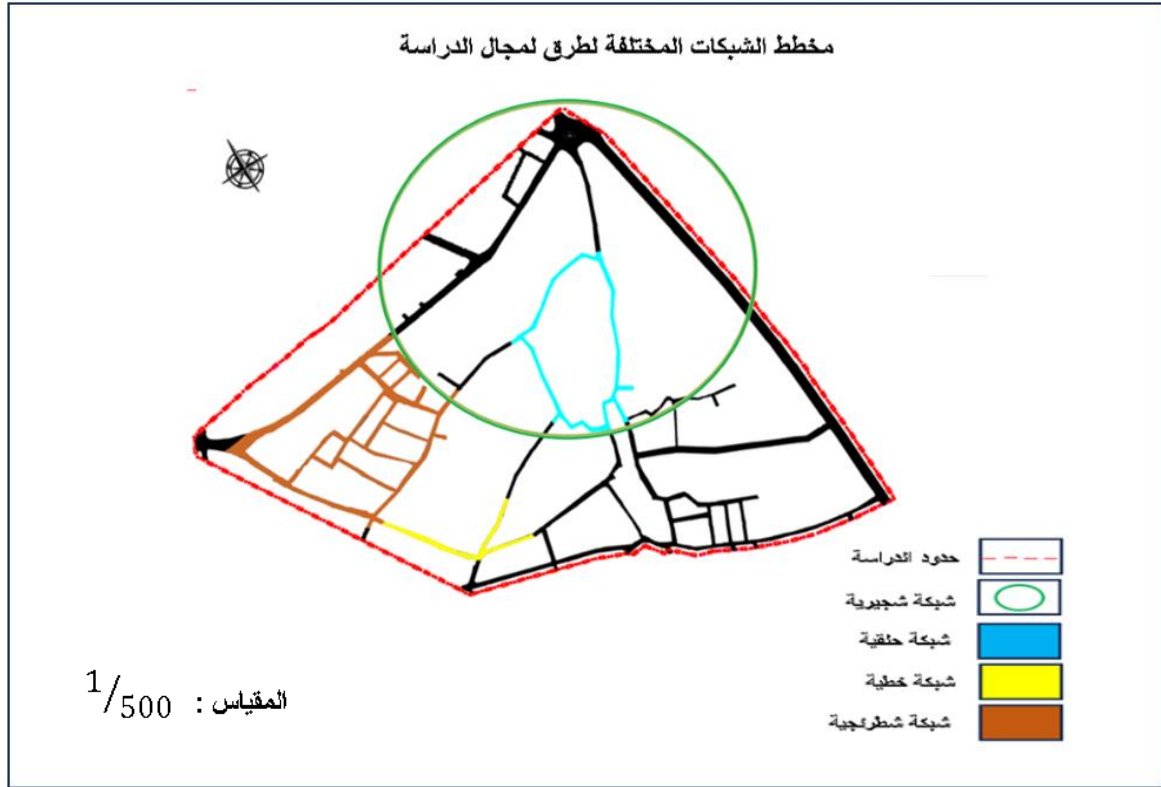 مخطط الشبكات المختلفة لطرق لمجال الدراسة
حدود الدراسة
شبكة شجيرية
شبكة حلقية
شبكة خطية
شبكة شطرنجية
المقياس : 1/500